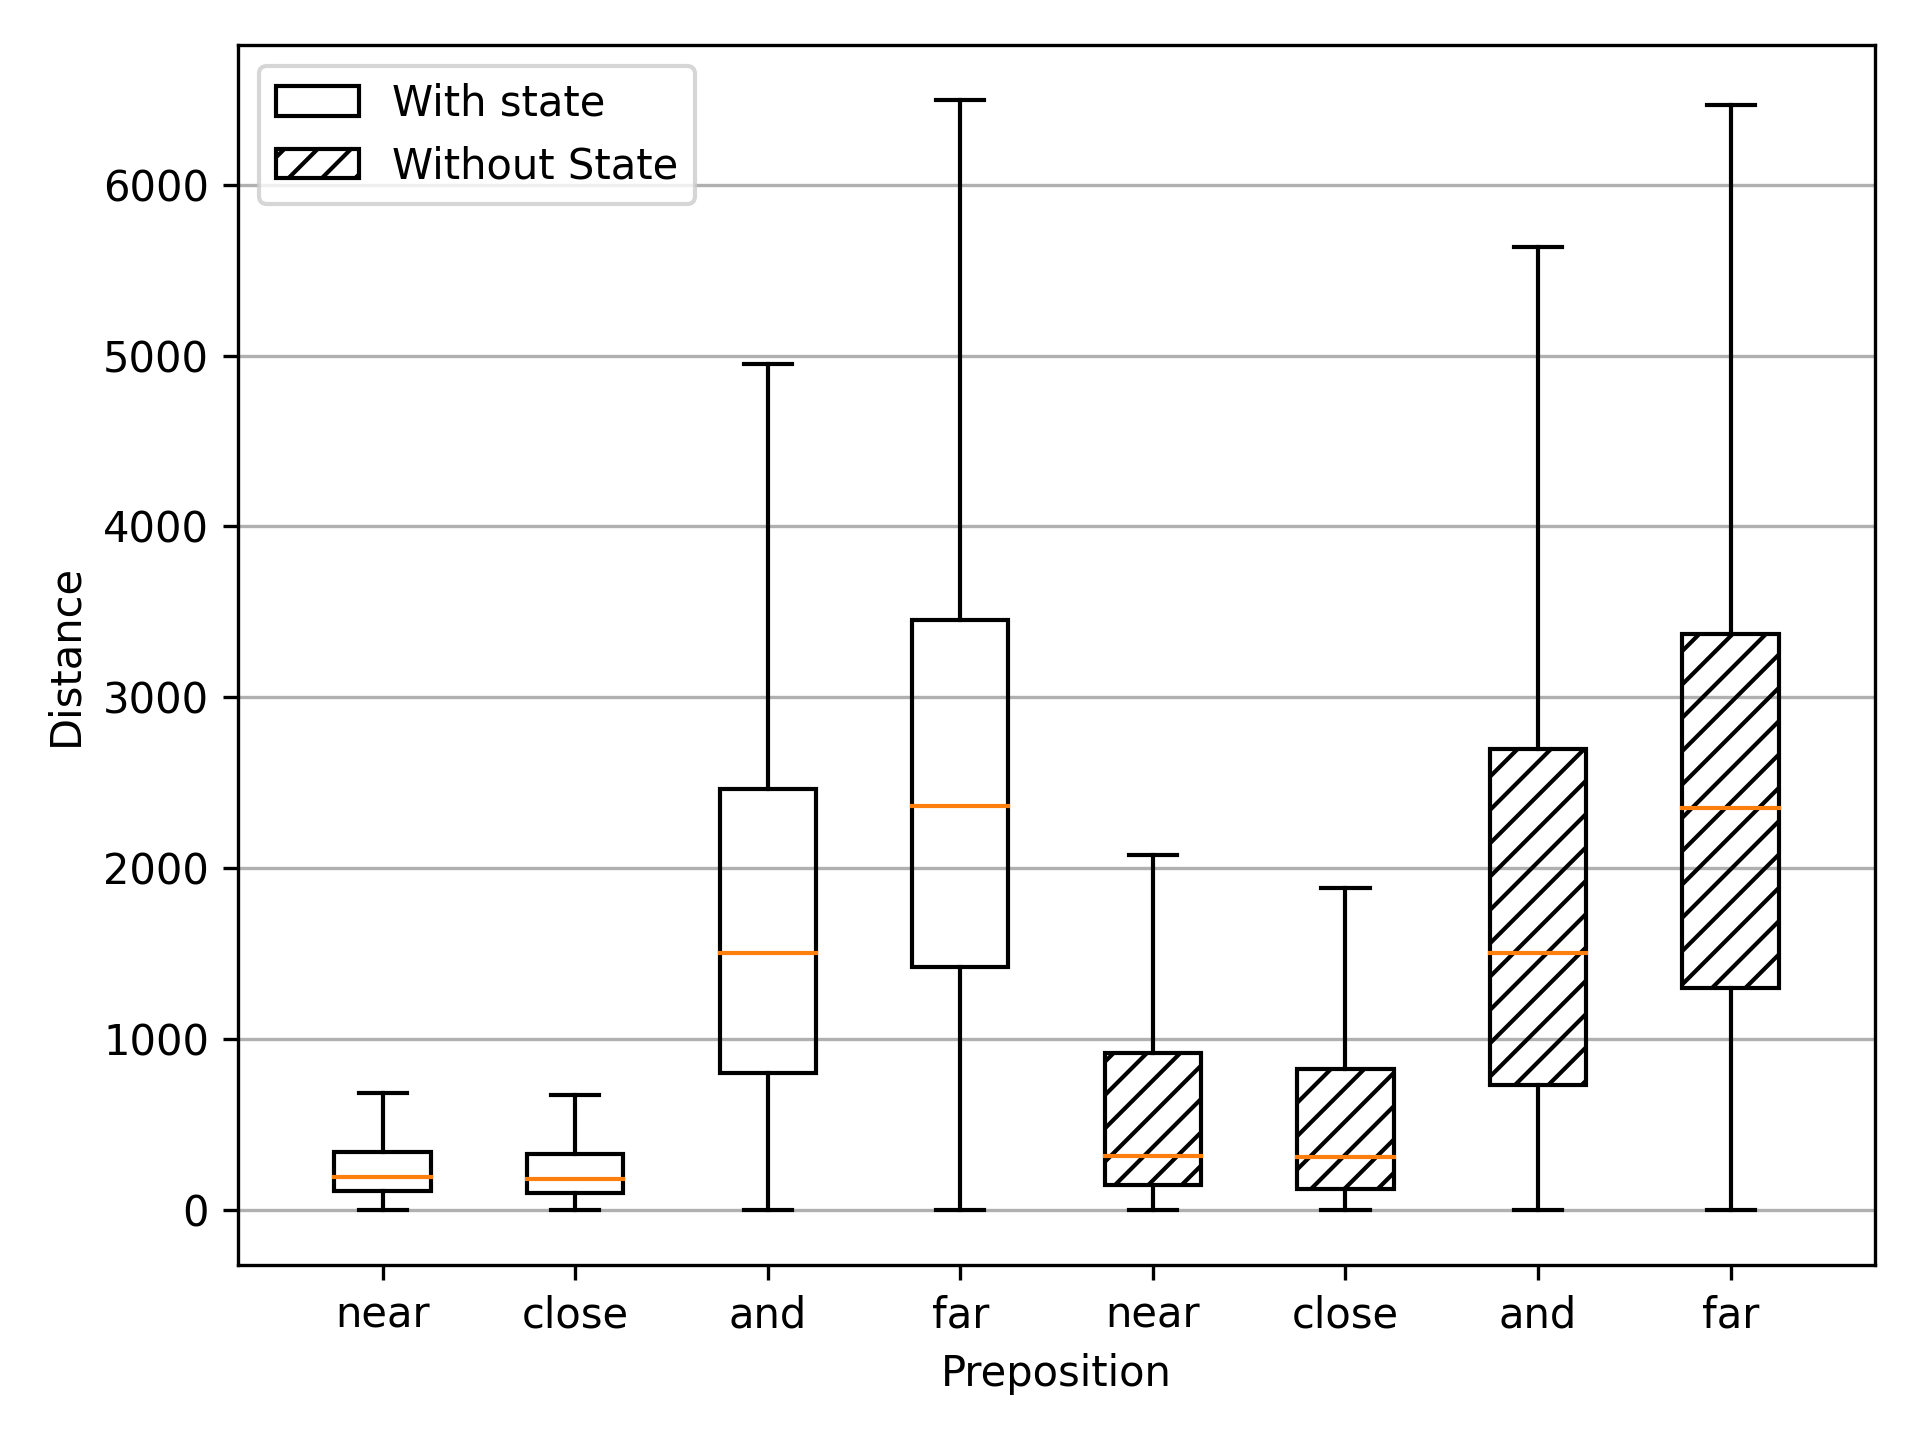 With state
Without State
6000
5000
4000
3000
2000
1000
0
Distance
near close and far near close and far
Preposition